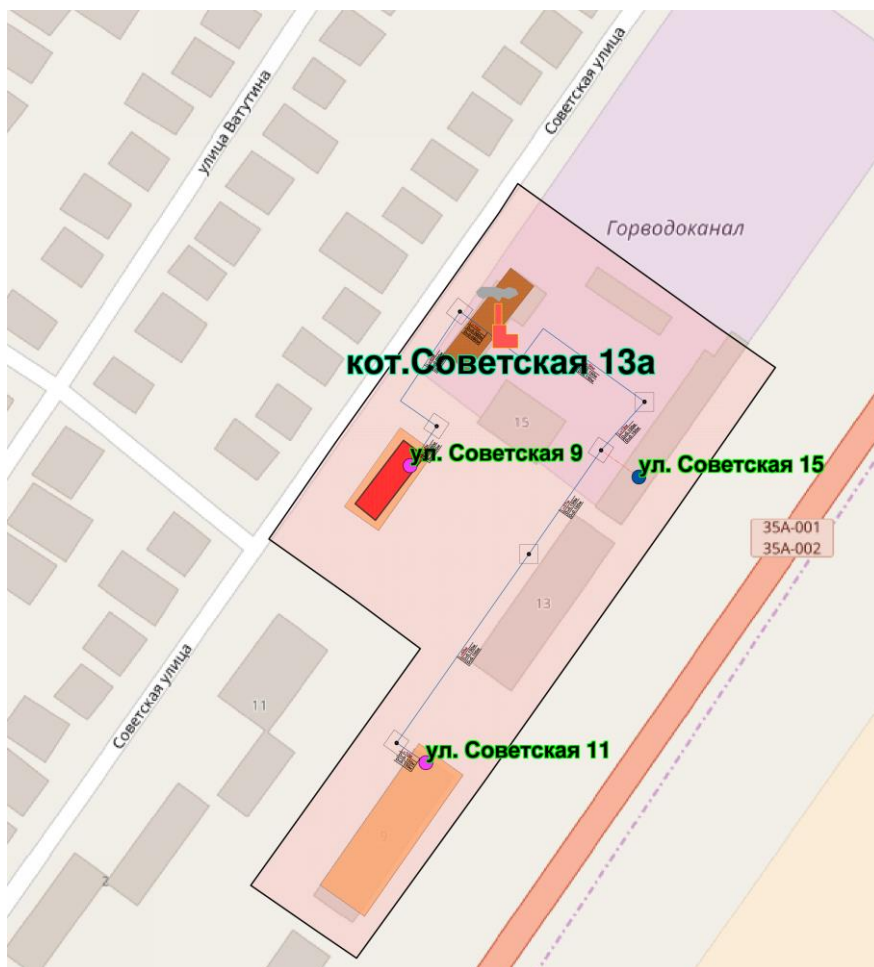 улица Ватутина
Советская улица
Горводоканал
кот.Советская 13а
15
ул. Советская 9
ул. Советская 15
35А-001
35А-002
13
11
Советская улица
ул. Советская 11
2